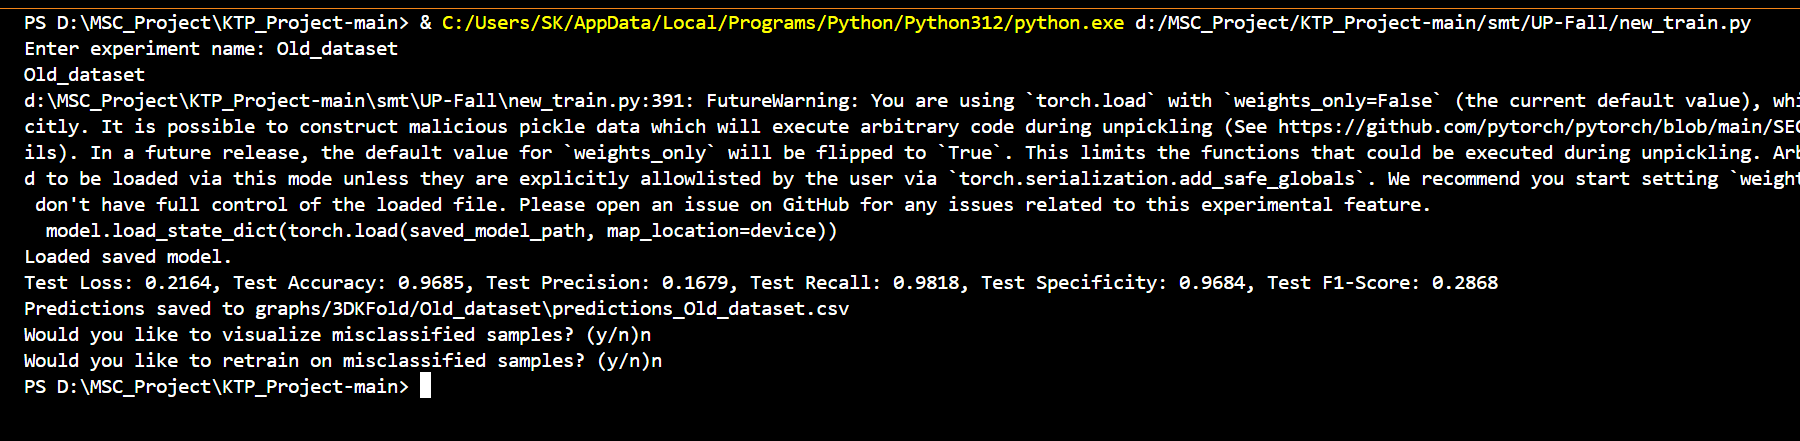 PS D:\MSC_Project\KTP_Project-main> & C:/Users/SK/AppData/Local/Programs/Python/Python312/python.exe d:/MSC_Project/KTP_Project-main/smt/UP-Fall/new_train.py
Enter experiment name: Old_dataset
Old_dataset
d:\MSC_Project\KTP_Project-main\smt\UP-Fall\new_train.py:391: FutureWarning: You are using `torch.load` with `weights_only=False` (the current default value), whi
citly. It is possible to construct malicious pickle data which will execute arbitrary code during unpickling (See https://github.com/pytorch/pytorch/blob/main/SEC
ils). In a future release, the default value for `weights_only` will be flipped to `True`. This limits the functions that could be executed during unpickling. Arb
d to be loaded via this mode unless they are explicitly allowlisted by the user via `torch.serialization.add_safe_globals`. We recommend you start setting `weight
 don't have full control of the loaded file. Please open an issue on GitHub for any issues related to this experimental feature.
  model.load_state_dict(torch.load(saved_model_path, map_location=device))
Loaded saved model.
Test Loss: 0.2164, Test Accuracy: 0.9685, Test Precision: 0.1679, Test Recall: 0.9818, Test Specificity: 0.9684, Test F1-Score: 0.2868
Predictions saved to graphs/3DKFold/Old_dataset\predictions_Old_dataset.csv
Would you like to visualize misclassified samples? (y/n)n
Would you like to retrain on misclassified samples? (y/n)n
PS D:\MSC_Project\KTP_Project-main>